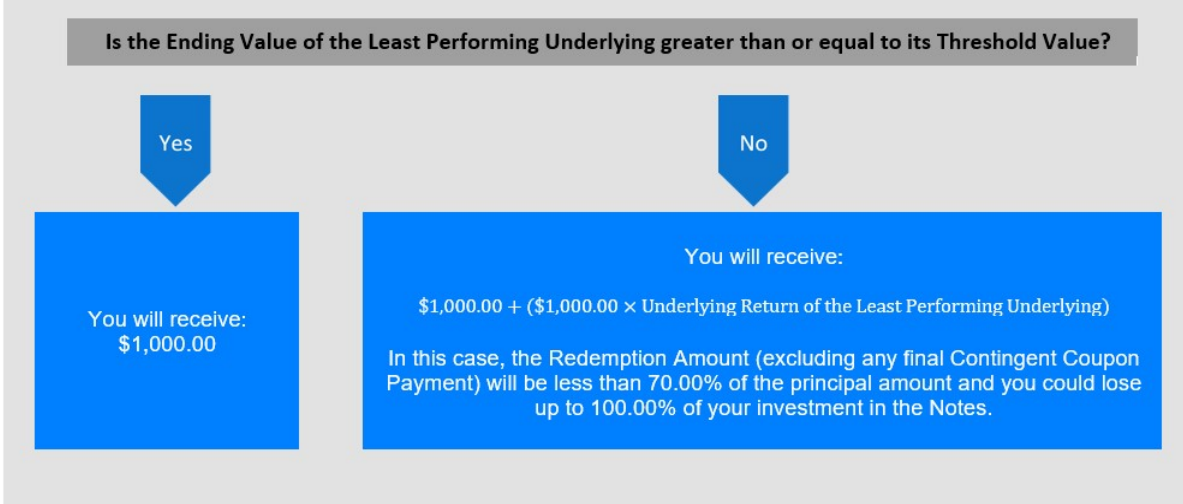 Is the Ending Value of the Least Performing Underlying greater than or equal to its Threshold Value?
Yes
No
You will receive:
$1,000.00
You will receive:
$1,000.00 + ($1,000.00 × Underlying Return of the Least Performing Underlying)
In this case, the Redemption Amount (excluding any final Contingent Coupon
Payment) will be less than 70.00% of the principal amount and you could lose
up to 100.00% of your investment in the Notes.